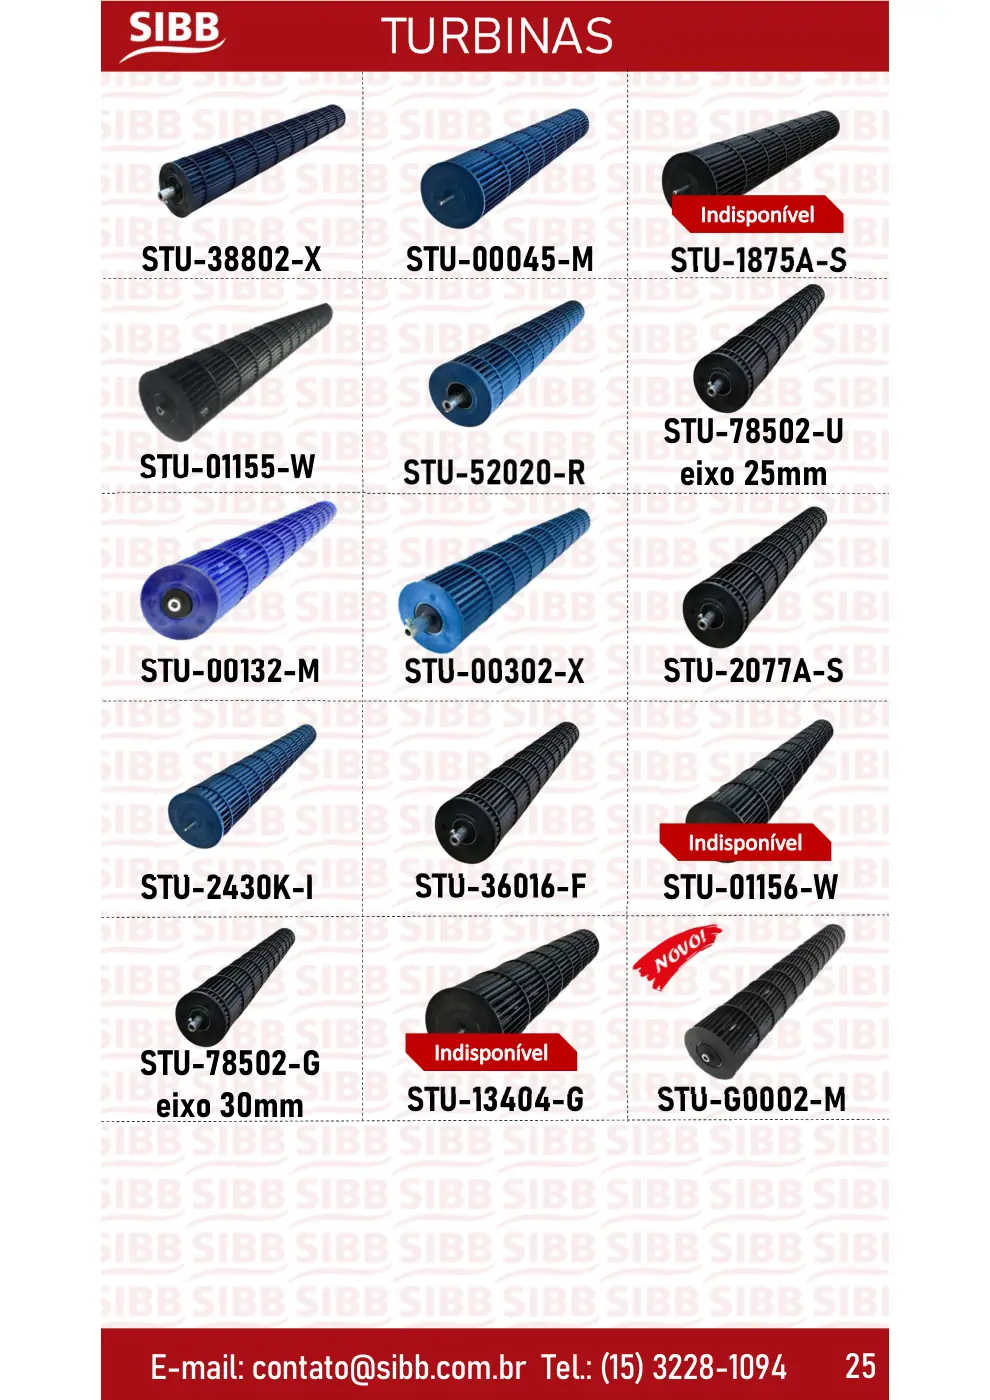 SIBB
TURBINAS
Indisponível
STU-38802-X
STU-00045-M
STU-1875A-S
STU-01155-W
STU-52020-R
STU-78502-U
eixo 25mm
STU-00132-M
STU-00302-X
STU-2077A-S
Indisponível
STU-2430K-I
STU-36016-F
STU-01156-W
NOVO!
STU-78502-G
eixo 30mm
Indisponível
STU-13404-G
STU-G0002-M
E-mail: contato@sibb.com.br Tel.: (15) 3228-1094
25